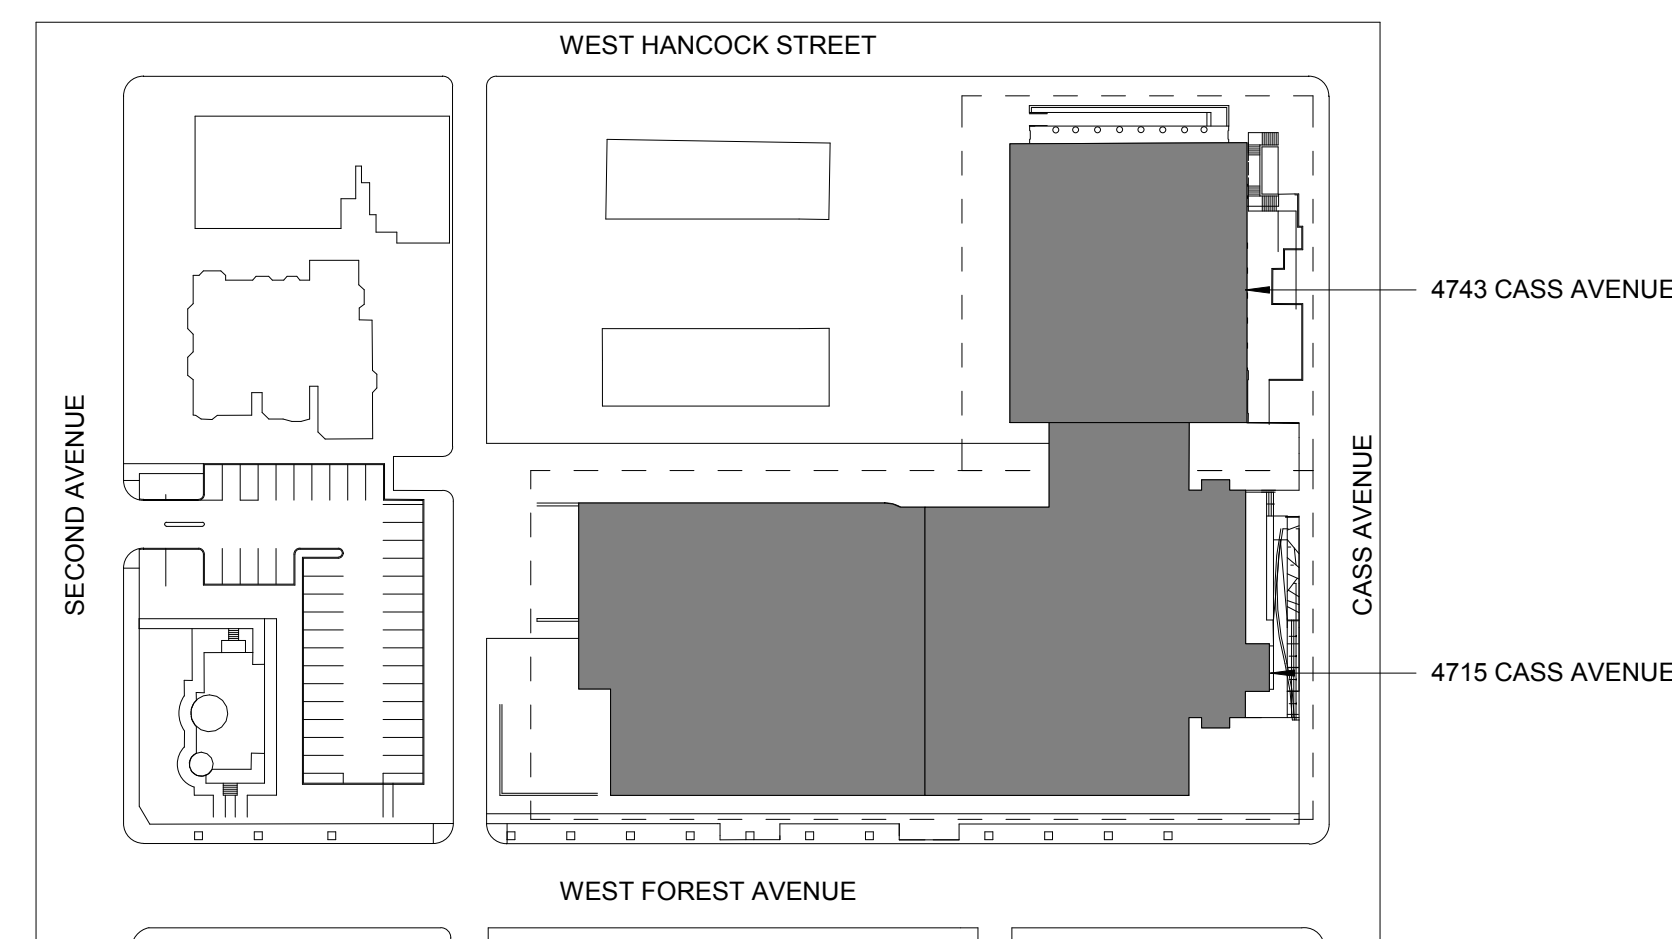 WEST HANCOCK STREET
4743 CASS AVENUE
SECOND AVENUE
CASS AVENUE
4715 CASS AVENUE
WEST FOREST AVENUE